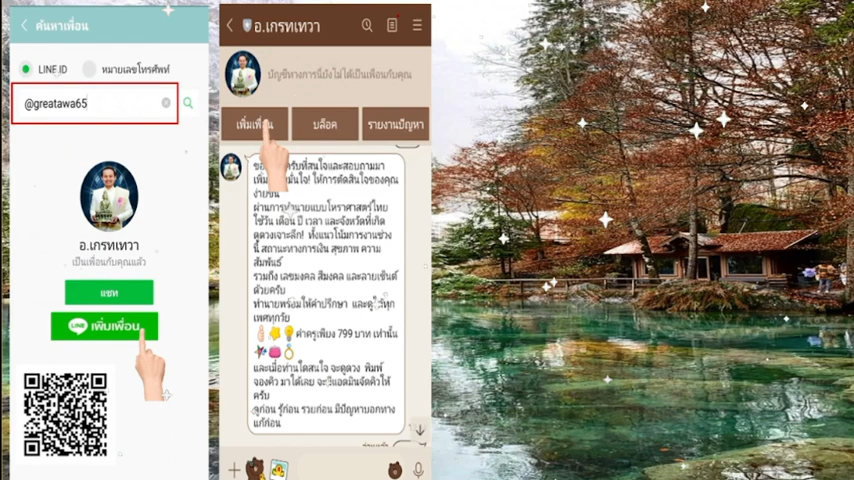 ค้นหาเพื่อน
LINE ID
หมายเลขโทรศัพท์
@greatawa65
อ.เกรทเทวา
เป็นเพื่อนกับคุณแล้ว
แชท
LINE เพิ่มเพื่อน
อ.เกรทเทวา
บัญชีทางการนี้ยังไม่ได้เป็นเพื่อนกับคุณ
เพิ่มเพื่อน
บล็อค
รายงานปัญหา
ครับที่สนใจและสอบถามมา
มั่นใจ! ให้การตัดสินใจของคุณ
ง่ายขึ้น
ผ่านการทำนายแบบโหราศาสตร์ไทย
ใช้วัน เดือน ปี เวลา และจังหวัดที่เกิด
ดูดวงเจาะลึก! ทั้งแนวโน้มการงานช่วง
นี้ สถานะทางการเงิน สุขภาพ ความ
สัมพันธ์
รวมถึง เลขมงคล สีมงคล และลายเซ็นต์
ด้วยครับ
ทำนายพร้อมให้คำปรึกษา และดูได้ทุก
เพศทุกวัย
ค่าครูเพียง 799 บาท เท่านั้น
และเมื่อท่านใดสนใจ จะดูดวง พิมพ์
จองคิว มาได้เลย จะมีแอดมินจัดคิวให้
ครับ
ดูก่อน รู้ก่อน รวยก่อน มีปัญหาบอกทาง
แก้ก่อน